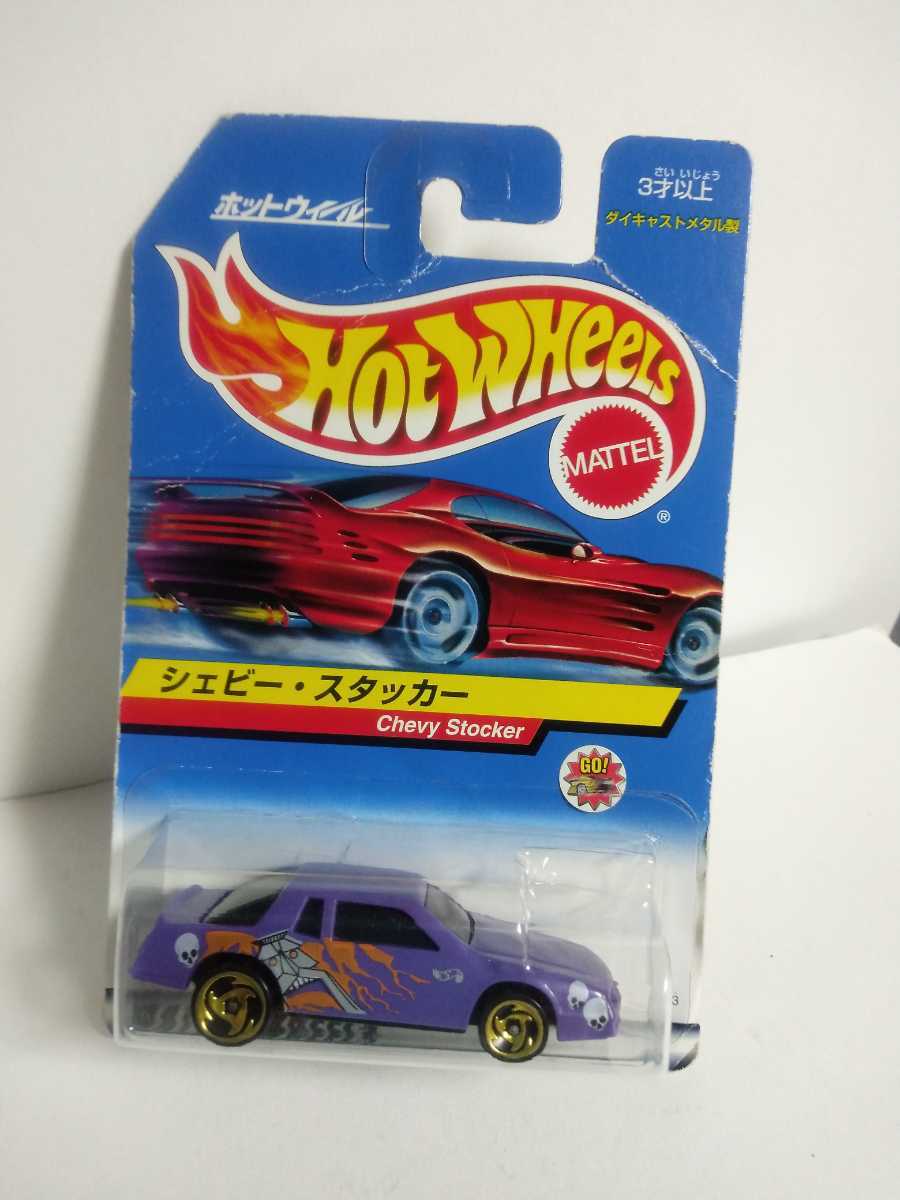 ホットウィール
さい いじょう
3才以上
ダイキャストメタル製
HOT WHEELS
MATTEL
®
シェビー・スタッカー
Chevy Stocker
GO!
3